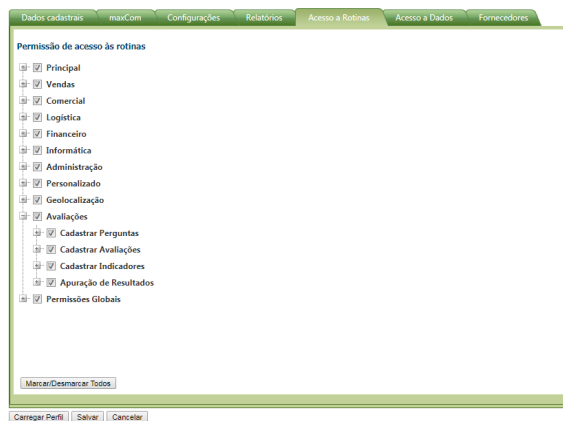 Dados cadastrais maxCom Configurações Relatórios Acesso a Rotinas Acesso a Dados Fornecedores
Permissão de acesso às rotinas
Principal
Vendas
Comercial
Logística
Financeiro
Informática
Administração
Personalizado
Geolocalização
Avaliações
Cadastrar Perguntas
Cadastrar Avaliações
Cadastrar Indicadores
Apuração de Resultados
Permissões Globais
Marcar/Desmarcar Todos
Carregar Perfil Salvar Cancelar